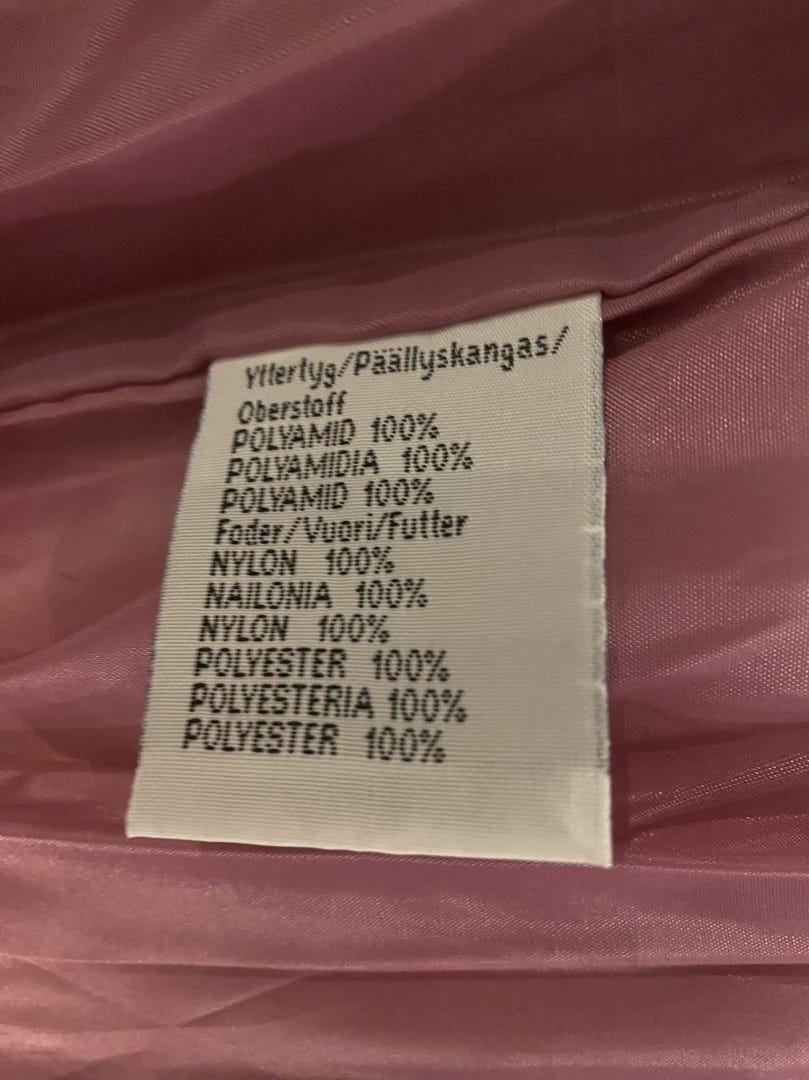 Yttertyg/Päällyskangas/
Oberstoff
POLYAMID 100%
POLYAMIDIA 100%
POLYAMID 100%
Foder/Vuori/Futter
NYLON 100%
NAILONIA 100%
NYLON 100%
POLYESTER 100%
POLYESTERIA 100%
POLYESTER 100%